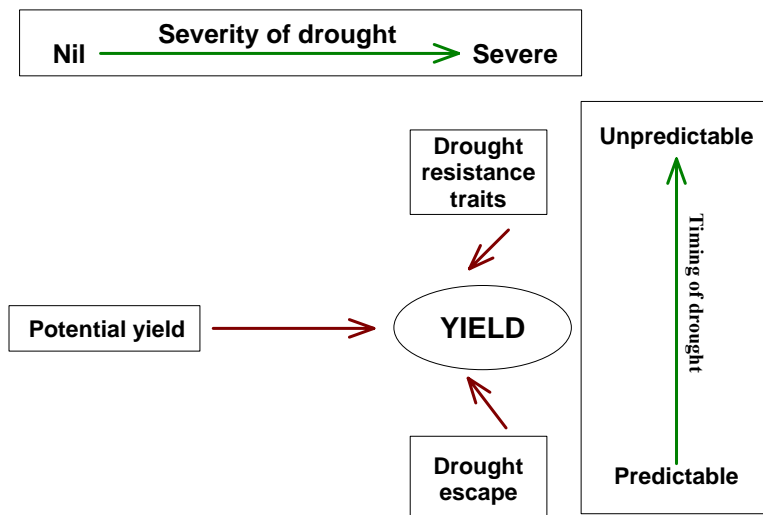 Severity of drought
Nil
Severe
Drought
resistance
traits
Unpredictable
Timing of drought
Potential yield
YIELD
Drought
escape
Predictable